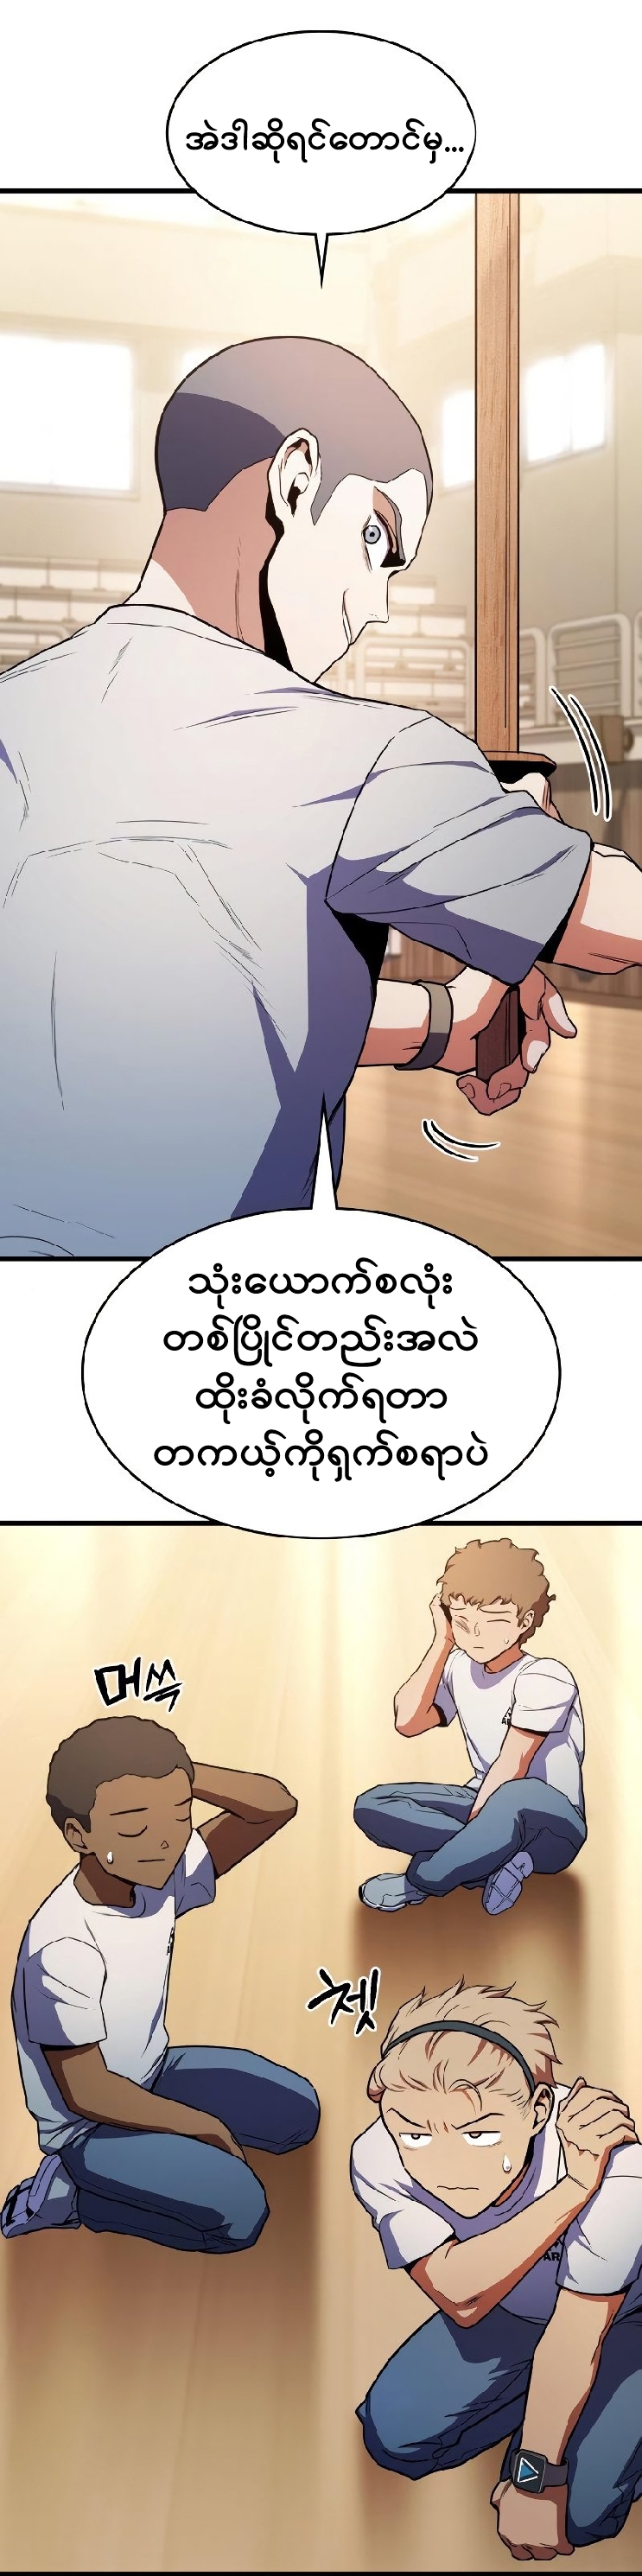 အဲဒါဆိုရင်တောင်မှ...
သုံးယောက်စလုံး
တစ်ပြိုင်တည်းအလဲ
ထိုးခံလိုက်ရတာ
တကယ့်ကိုရှက်စရာပဲ
머쓱
쳇!
AR